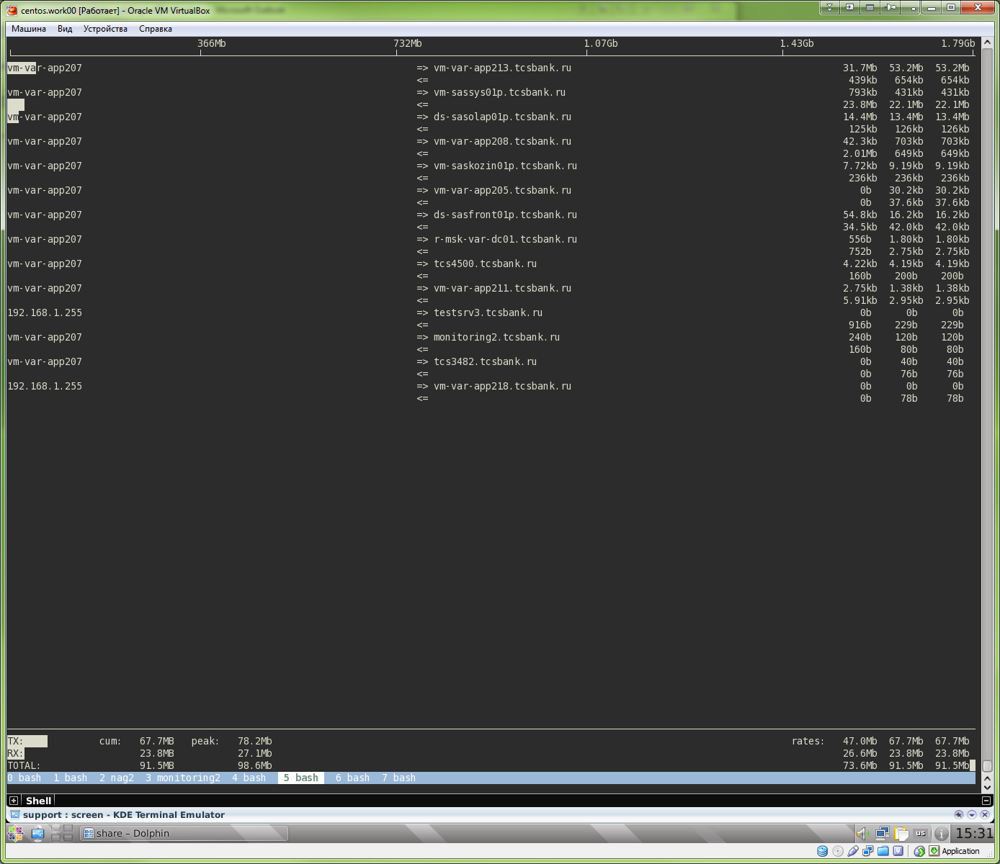 centos.work00 [Работает] - Oracle VM VirtualBox
Машина Вид Устройства Справка
366Mb 732Mb 1.07Gb 1.43Gb 1.79Gb
vm-var-app207 => vm-var-app213.tcsbank.ru 31.7Mb 53.2Mb 53.2Mb
<= 439kb 654kb 654kb
vm-var-app207 => vm-sassys01p.tcsbank.ru 793kb 431kb 431kb
<= 23.8Mb 22.1Mb 22.1Mb
vm-var-app207 => ds-sasolap01p.tcsbank.ru 14.4Mb 13.4Mb 13.4Mb
<= 125kb 126kb 126kb
vm-var-app207 => vm-var-app208.tcsbank.ru 42.3kb 703kb 703kb
<= 2.01Mb 649kb 649kb
vm-var-app207 => vm-saskozin01p.tcsbank.ru 7.72kb 9.19kb 9.19kb
<= 236kb 236kb 236kb
vm-var-app207 => vm-var-app205.tcsbank.ru 0b 30.2kb 30.2kb
<= 0b 37.6kb 37.6kb
vm-var-app207 => ds-sasfront01p.tcsbank.ru 54.8kb 16.2kb 16.2kb
<= 34.5kb 42.0kb 42.0kb
vm-var-app207 => r-msk-var-dc01.tcsbank.ru 556b 1.80kb 1.80kb
<= 752b 2.75kb 2.75kb
vm-var-app207 => tcs4500.tcsbank.ru 4.22kb 4.19kb 4.19kb
<= 160b 200b 200b
vm-var-app207 => vm-var-app211.tcsbank.ru 2.75kb 1.38kb 1.38kb
<= 5.91kb 2.95kb 2.95kb
192.168.1.255 => testsrv3.tcsbank.ru 0b 0b 0b
<= 916b 229b 229b
vm-var-app207 => monitoring2.tcsbank.ru 240b 120b 120b
<= 160b 80b 80b
vm-var-app207 => tcs3482.tcsbank.ru 0b 40b 40b
<= 0b 76b 76b
192.168.1.255 => vm-var-app218.tcsbank.ru 0b 0b 0b
<= 0b 78b 78b
TX: cum: 67.7MB peak: 78.2Mb rates: 47.0Mb 67.7Mb 67.7Mb
RX: 23.8MB 27.1Mb 26.6Mb 23.8Mb 23.8Mb
TOTAL: 91.5MB 98.6Mb 73.6Mb 91.5Mb 91.5Mb
0 bash 1 bash 2 nag2 3 monitoring2 4 bash 5 bash 6 bash 7 bash
Shell
support : screen - KDE Terminal Emulator
share – Dolphin us 15:31
Application